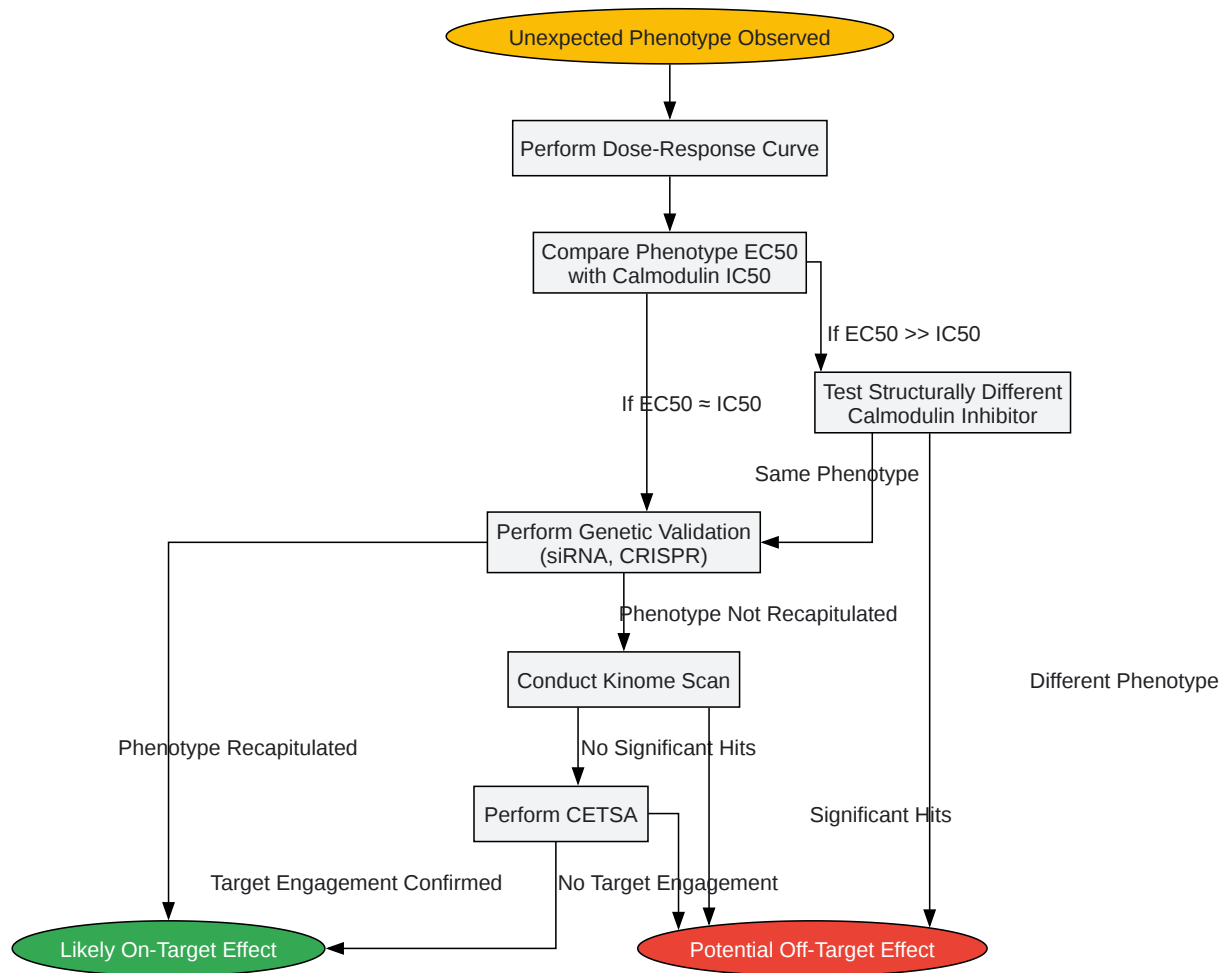 Unexpected Phenotype Observed
Perform Dose-Response Curve
Compare Phenotype EC50
with Calmodulin IC50
If EC50 >> IC50
If EC50 ≈ IC50
Test Structurally Different
Calmodulin Inhibitor
Same Phenotype
Perform Genetic Validation
(siRNA, CRISPR)
Phenotype Not Recapitulated
Conduct Kinome Scan
Different Phenotype
Phenotype Recapitulated
No Significant Hits
Perform CETSA
Significant Hits
Target Engagement Confirmed
No Target Engagement
Likely On-Target Effect
Potential Off-Target Effect